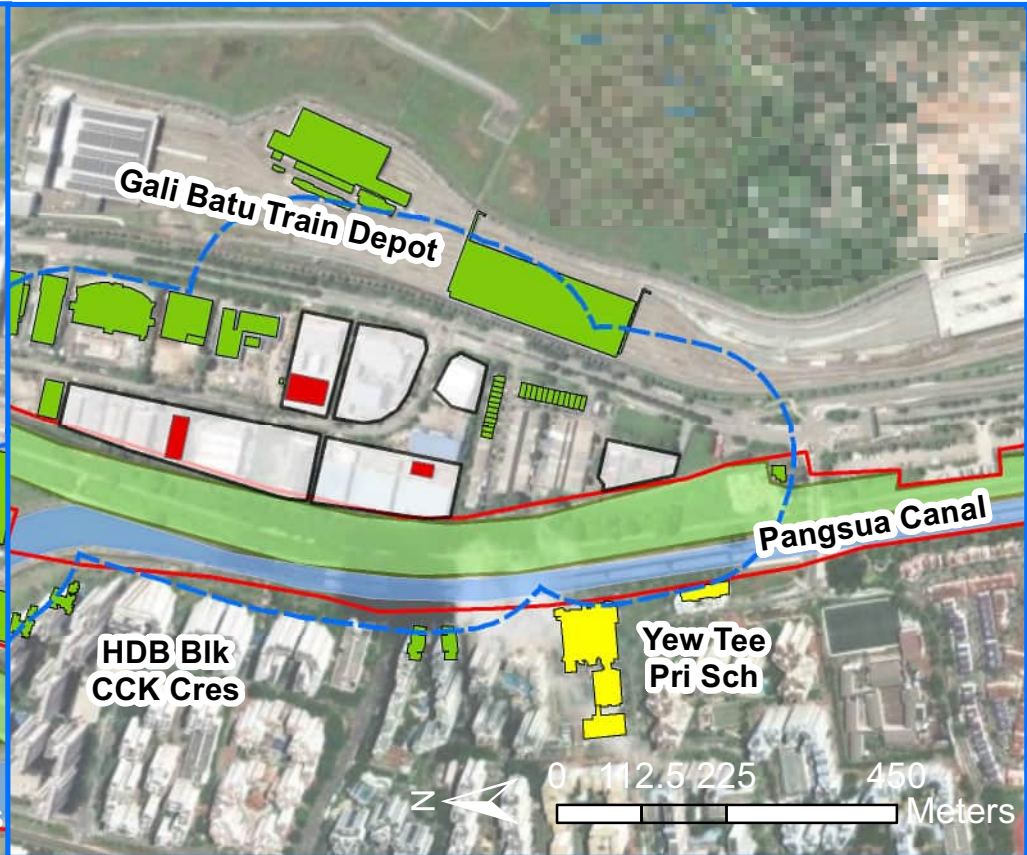 Gali Batu Train Depot
Pangsua Canal
HDB Blk
CCK Cres
Yew Tee
Pri Sch
0 112.5 225 450
Meters
N